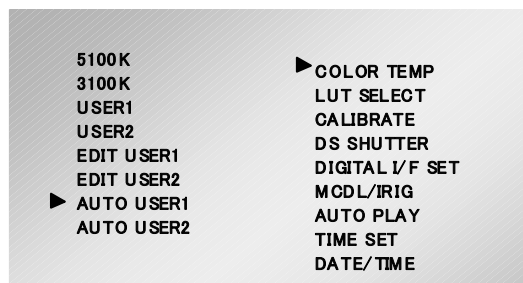 5100K
3100K
USER1
USER2
EDIT USER1
EDIT USER2
AUTO USER1
AUTO USER2
COLOR TEMP
LUT SELECT
CALIBRATE
DS SHUTTER
DIGITAL I/F SET
MCDL/IRIG
AUTO PLAY
TIME SET
DATE/TIME